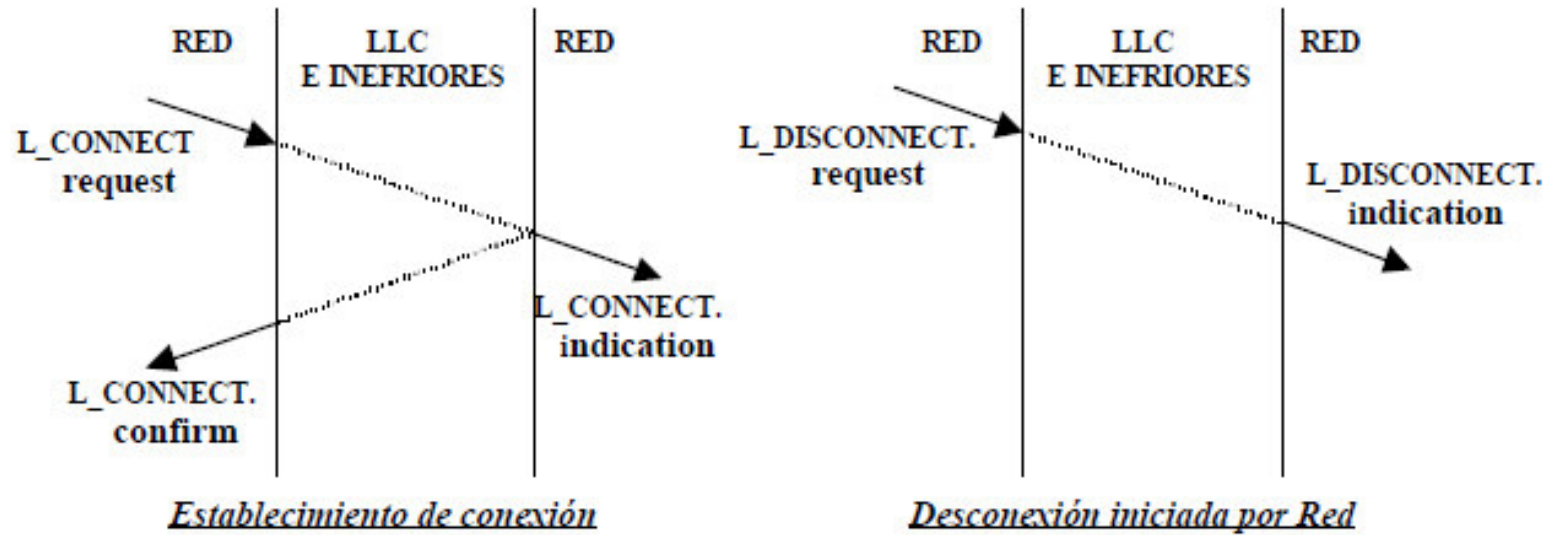 RED
LLC
E INEFRIORES
RED
L_CONNECT
request
L_CONNECT.
indication
L_CONNECT.
confirm
Establecimiento de conexión
RED
LLC
E INEFRIORES
RED
L_DISCONNECT.
request
L_DISCONNECT.
indication
Desconexión iniciada por Red